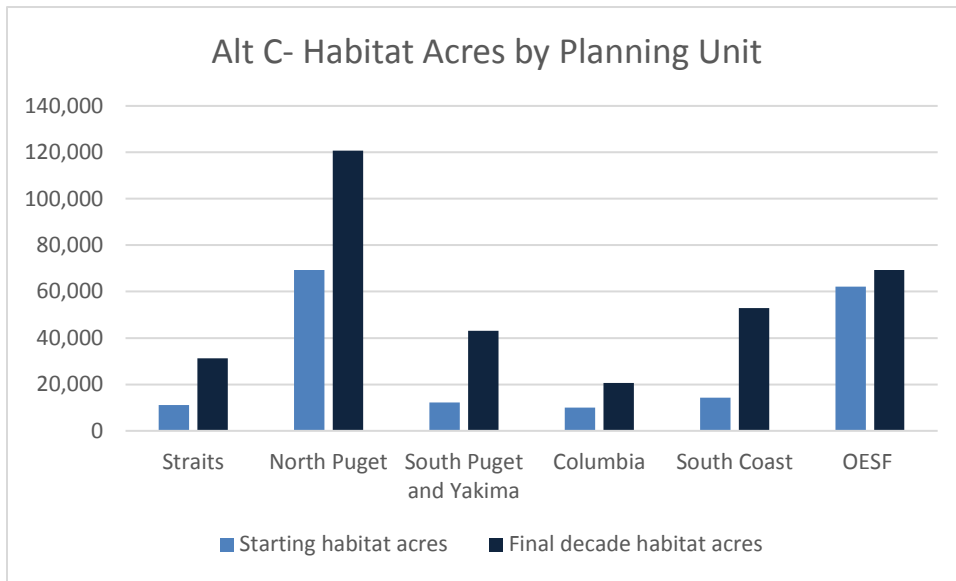 Alt C- Habitat Acres by Planning Unit
140,000
120,000
100,000
80,000
60,000
40,000
20,000
0
Straits North Puget South Puget and Yakima Columbia South Coast OESF
Starting habitat acres Final decade habitat acres